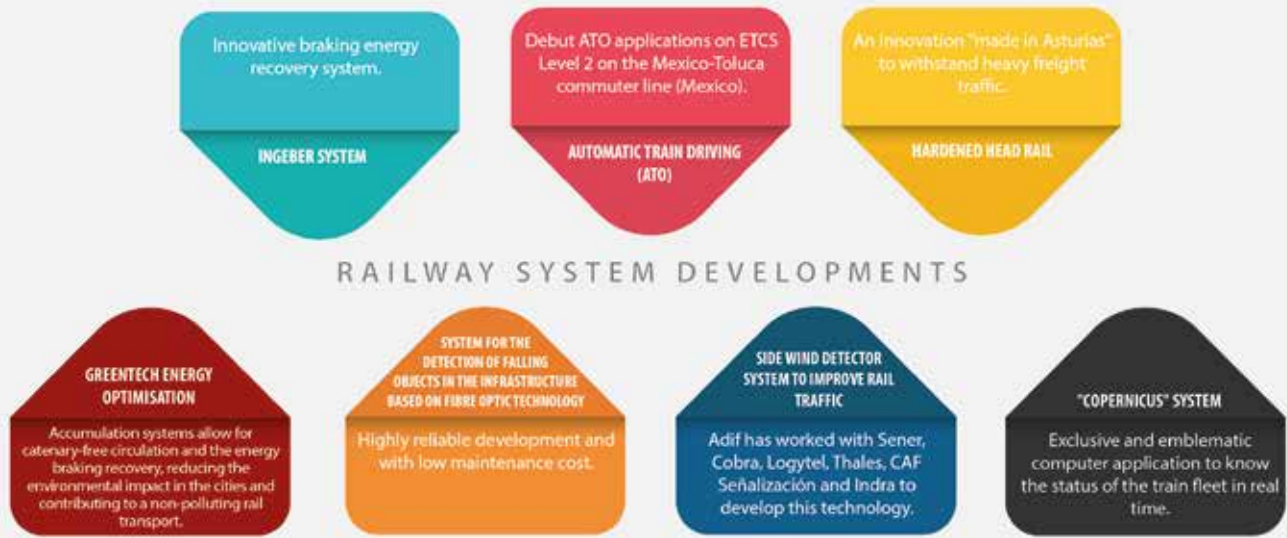 Innovative braking energy
recovery system.
INGEBER SYSTEM
Debut ATO applications on ETCS
Level 2 on the Mexico-Toluca
commuter line (Mexico).
AUTOMATIC TRAIN DRIVING
(ATO)
An Innovation "made in Asturias"
to withstand heavy freight
traffic.
HARDENED HEAD RAIL
RAILWAY SYSTEM DEVELOPMENTS
GREENTECH ENERGY
OPTIMISATION
Accumulation systems allow for
catenary-free circulation and the energy
braking recovery, reducing the
environmental impact in the cities and
contributing to a non-polluting rail
transport.
SYSTEM FOR THE
DETECTION OF FALLING
OBJECTS IN THE INFRASTRUCTURE
BASED ON FIBRE OPTIC TECHNOLOGY
Highly reliable development and
with low maintenance cost.
SIDE WIND DETECTOR
SYSTEM TO IMPROVE RAIL
TRAFFIC
Adif has worked with Sener,
Cobra, Logytel, Thales, CAF
Señalización and Indra to
develop this technology.
"COPERNICUS" SYSTEM
Exclusive and emblematic
computer application to know
the status of the train fleet in real
time.